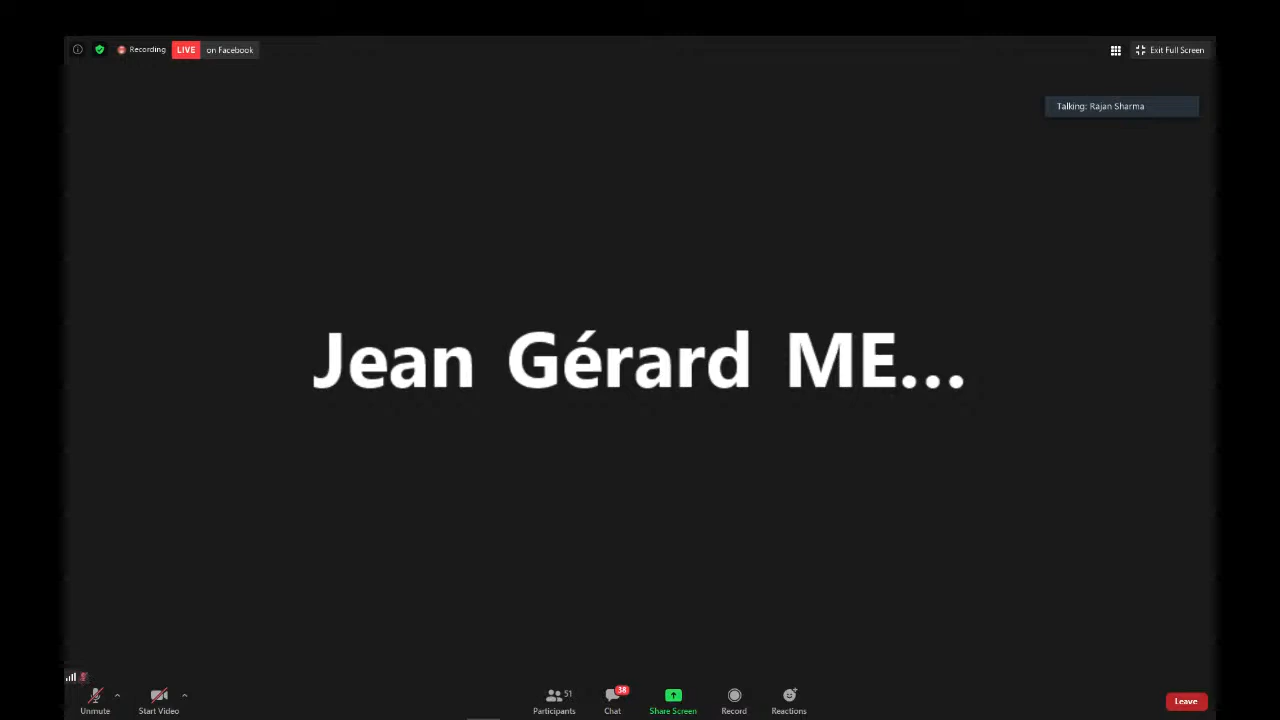 Recording LIVE on Facebook Exit Full Screen
Talking: Rajan Sharma
Jean Gérard ME...
51 38
Unmute Start Video Participants Chat Share Screen Record Reactions Leave